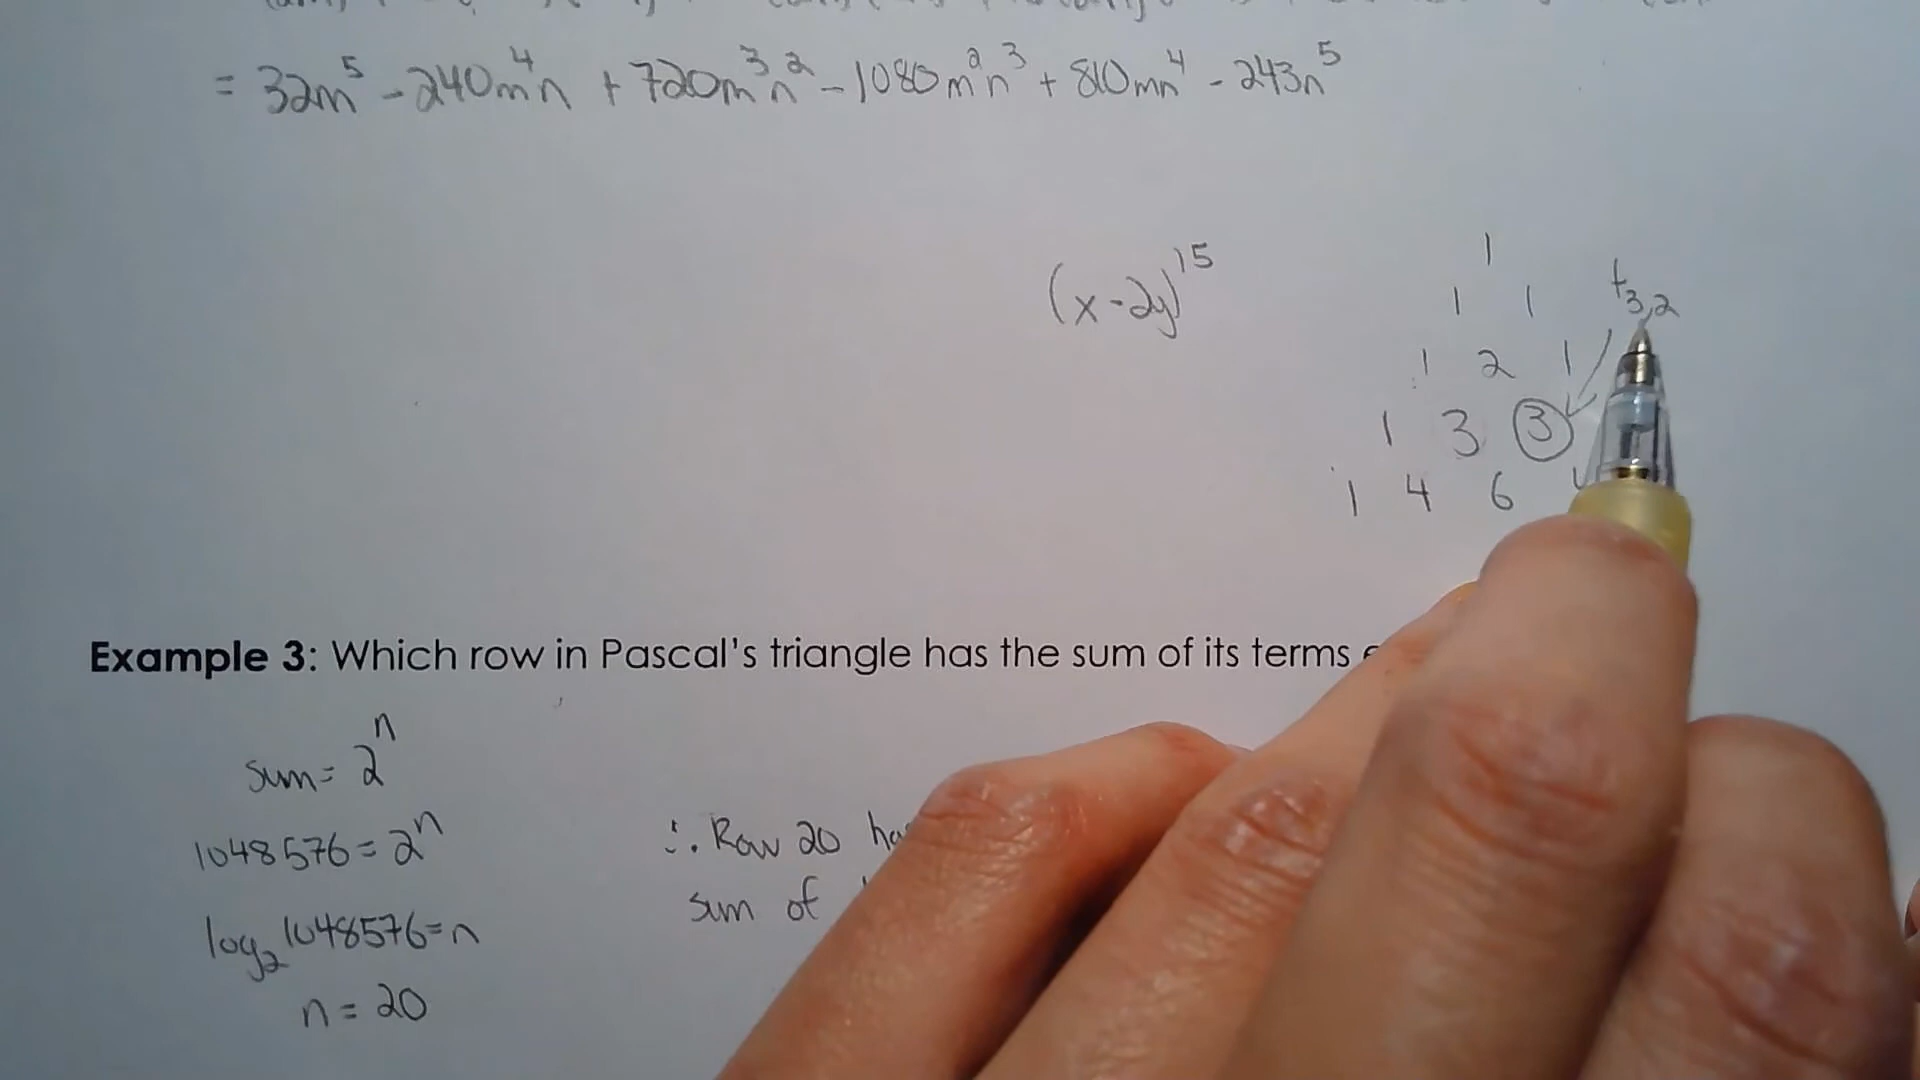 = 32m⁵ - 240m⁴n + 720m³n² - 1080m²n³ + 810mn⁴ - 243n⁵
(x-2y)¹⁵
1
1 1
t₃,₂
1 2 1
1 3 3
1 4 6
Example 3: Which row in Pascal's triangle has the sum of its terms
sum = 2ⁿ
1048576 = 2ⁿ
∴ Row 20
log₂1048576 = n
sum of
n = 20